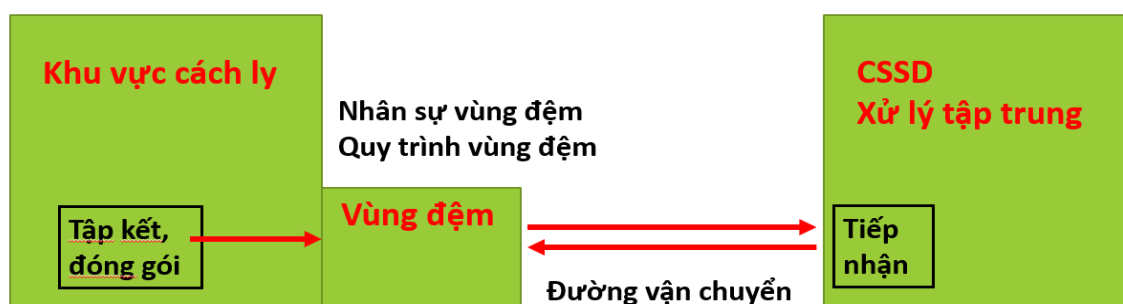 Khu vực cách ly
CSSD
Xử lý tập trung
Nhân sự vùng đệm
Quy trình vùng đệm
Tập kết,
đóng gói
Vùng đệm
Tiếp
nhận
Đường vận chuyển